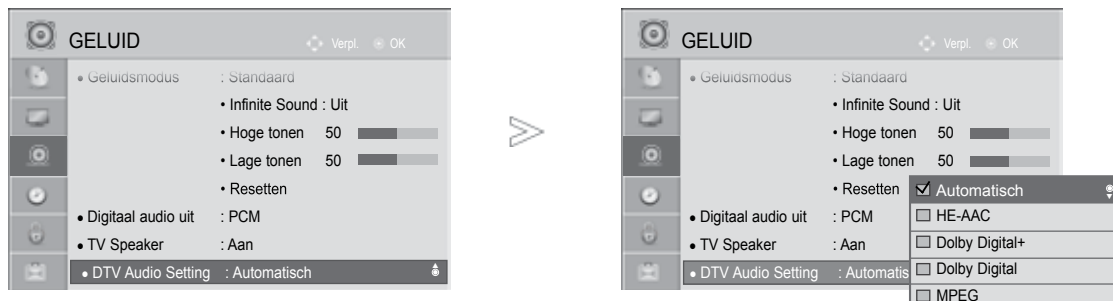 GELUID
Verpl. OK
• Geluidsmodus : Standaard
• Infinite Sound : Uit
• Hoge tonen 50
• Lage tonen 50
• Resetten
• Digitaal audio uit : PCM
• TV Speaker : Aan
• DTV Audio Setting : Automatisch
GELUID
Verpl. OK
• Geluidsmodus : Standaard
• Infinite Sound : Uit
• Hoge tonen 50
• Lage tonen 50
• Resetten
• Digitaal audio uit : PCM
• TV Speaker : Aan
• DTV Audio Setting : Automatis
Automatisch
HE-AAC
Dolby Digital+
Dolby Digital
MPEG